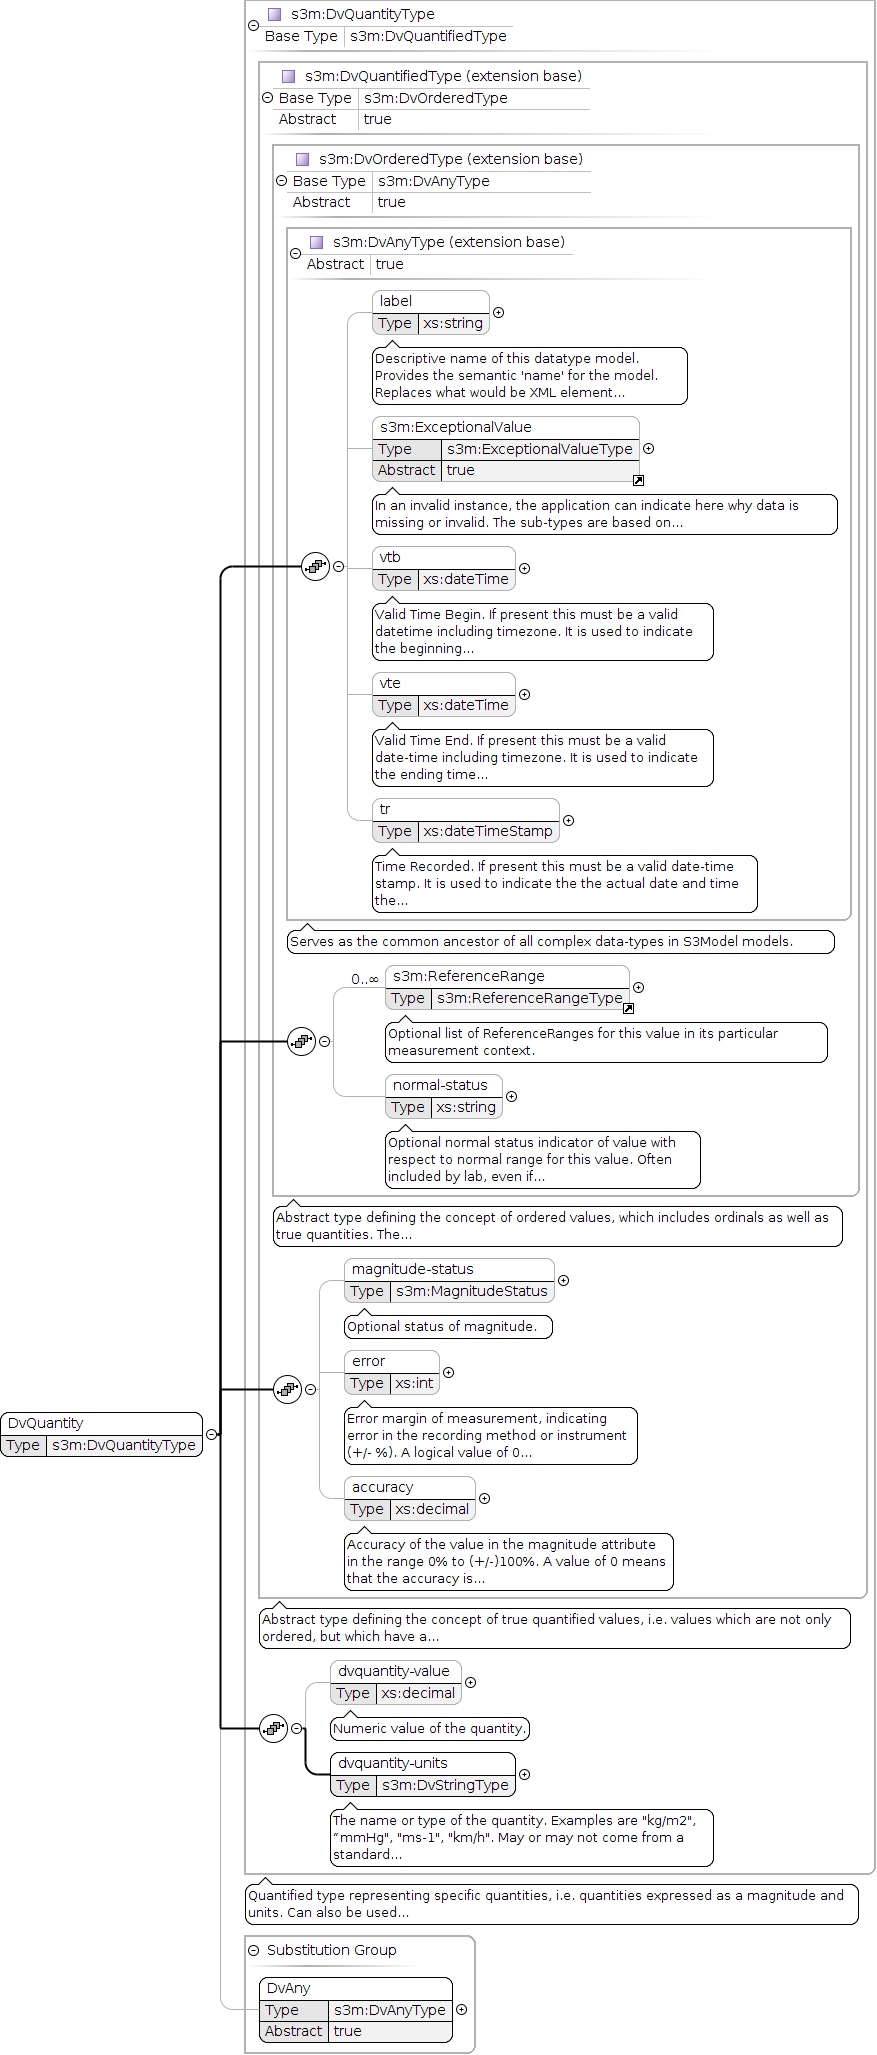 s3m:DvQuantityType
Base Type s3m:DvQuantifiedType
s3m:DvQuantifiedType (extension base)
Base Type s3m:DvOrderedType
Abstract true
s3m:DvOrderedType (extension base)
Base Type s3m:DvAnyType
Abstract true
s3m:DvAnyType (extension base)
Abstract true
label
Type xs:string
Descriptive name of this datatype model.
Provides the semantic 'name' for the model.
Replaces what would be XML element...
s3m:ExceptionalValue
Type s3m:ExceptionalValueType
Abstract true
In an invalid instance, the application can indicate here why data is
missing or invalid. The sub-types are based on...
vtb
Type xs:dateTime
Valid Time Begin. If present this must be a valid
datetime including timezone. It is used to indicate
the beginning...
vte
Type xs:dateTime
Valid Time End. If present this must be a valid
date-time including timezone. It is used to indicate
the ending time...
tr
Type xs:dateTimeStamp
Time Recorded. If present this must be a valid date-time
stamp. It is used to indicate the the actual date and time
the...
Serves as the common ancestor of all complex data-types in S3Model models.
0..∞
s3m:ReferenceRange
Type s3m:ReferenceRangeType
Optional list of ReferenceRanges for this value in its particular
measurement context.
normal-status
Type xs:string
Optional normal status indicator of value with
respect to normal range for this value. Often
included by lab, even if...
Abstract type defining the concept of ordered values, which includes ordinals as well as
true quantities. The...
magnitude-status
Type s3m:MagnitudeStatus
Optional status of magnitude.
error
Type xs:int
Error margin of measurement, indicating
error in the recording method or instrument
(+/- %). A logical value of 0...
DvQuantity
Type s3m:DvQuantityType
accuracy
Type xs:decimal
Accuracy of the value in the magnitude attribute
in the range 0% to (+/-)100%. A value of 0 means
that the accuracy is...
Abstract type defining the concept of true quantified values, i.e. values which are not only
ordered, but which have a...
dvquantity-value
Type xs:decimal
Numeric value of the quantity.
dvquantity-units
Type s3m:DvStringType
The name or type of the quantity. Examples are "kg/m2",
“mmHg", "ms-1", "km/h". May or may not come from a
standard...
Quantified type representing specific quantities, i.e. quantities expressed as a magnitude and
units. Can also be used...
Substitution Group
DvAny
Type s3m:DvAnyType
Abstract true